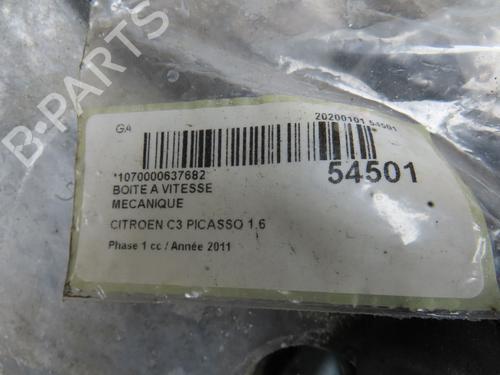 GA
20200101 54501
*1070000637682
54501
BOITE A VITESSE
MECANIQUE
CITROEN C3 PICASSO 1.6
Phase 1 cc / Année 2011
B-PARTS